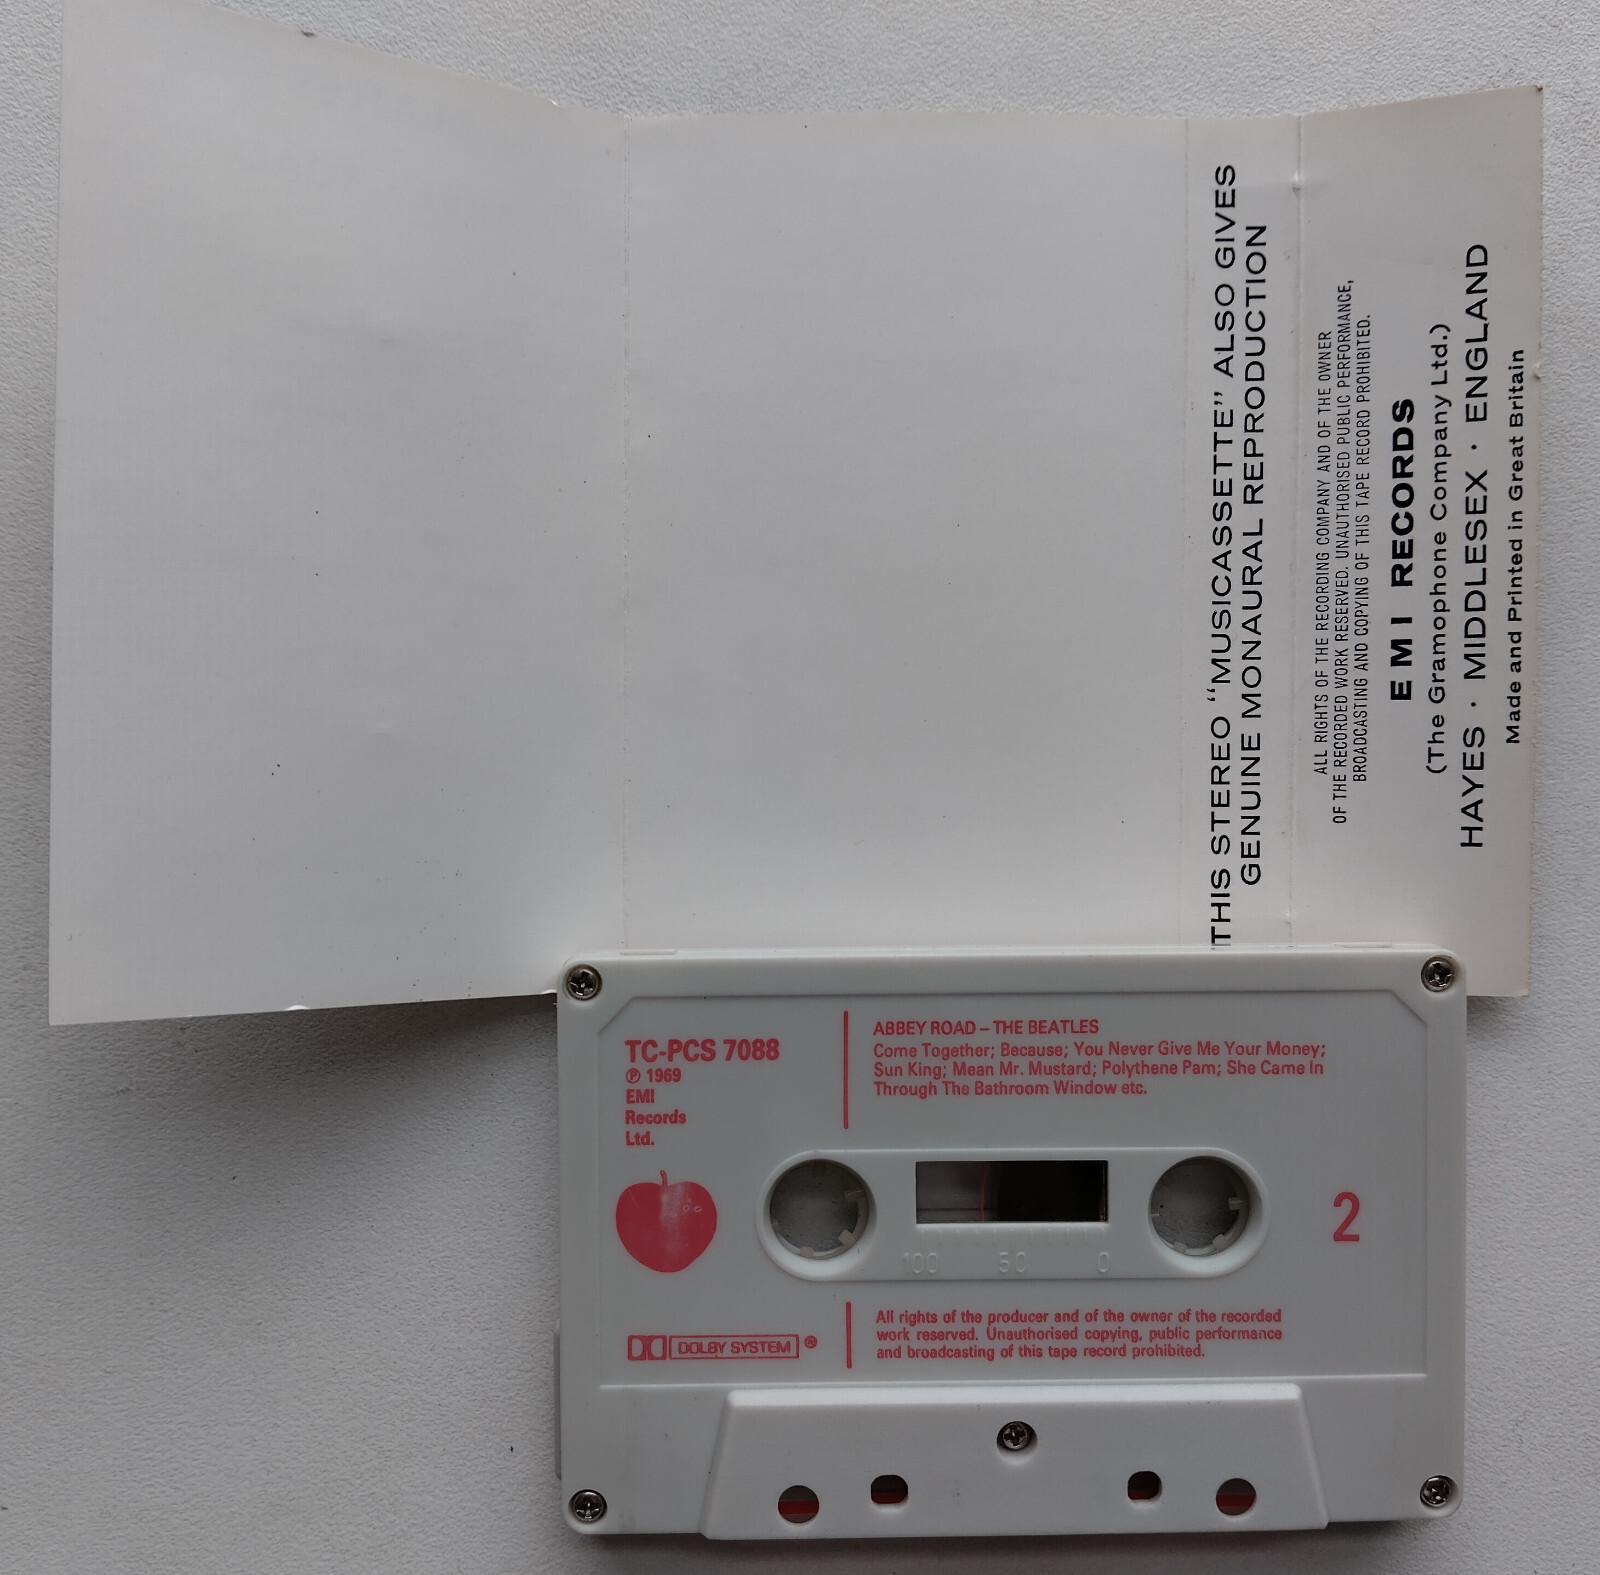 THIS STEREO “MUSICASSETTE” ALSO GIVES
GENUINE MONAURAL REPRODUCTION
ALL RIGHTS OF THE RECORDING COMPANY AND OF THE OWNER
OF THE RECORDED WORK RESERVED. UNAUTHORISED PUBLIC PERFORMANCE,
BROADCASTING AND COPYING OF THIS TAPE RECORD PROHIBITED.
EMI RECORDS
(The Gramophone Company Ltd.)
HAYES · MIDDLESEX · ENGLAND
Made and Printed in Great Britain
TC-PCS 7088
℗ 1969
EMI
Records
Ltd.
ABBEY ROAD – THE BEATLES
Come Together; Because; You Never Give Me Your Money;
Sun King; Mean Mr. Mustard; Polythene Pam; She Came In
Through The Bathroom Window etc.
100 50 0
2
DOLBY SYSTEM ®
All rights of the producer and of the owner of the recorded
work reserved. Unauthorised copying, public performance
and broadcasting of this tape record prohibited.